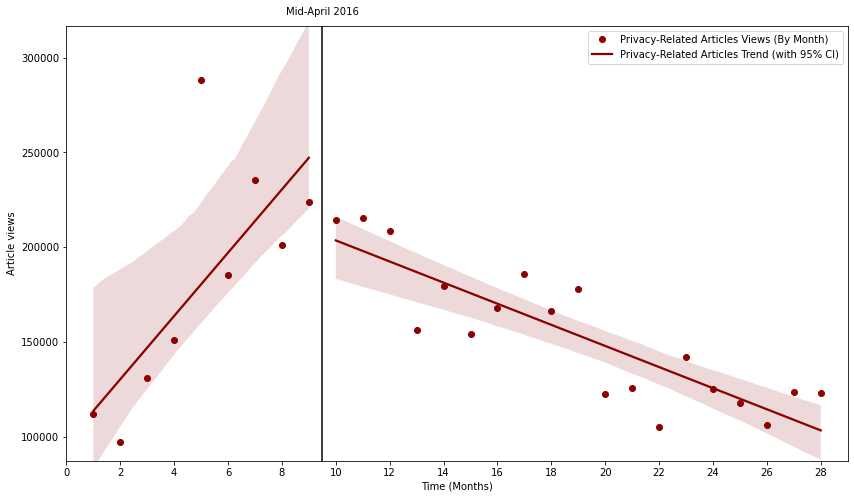 Mid-April 2016
Privacy-Related Articles Views (By Month)
Privacy-Related Articles Trend (with 95% CI)
300000
250000
200000
150000
100000
Article views
0 2 4 6 8 10 12 14 16 18 20 22 24 26 28
Time (Months)